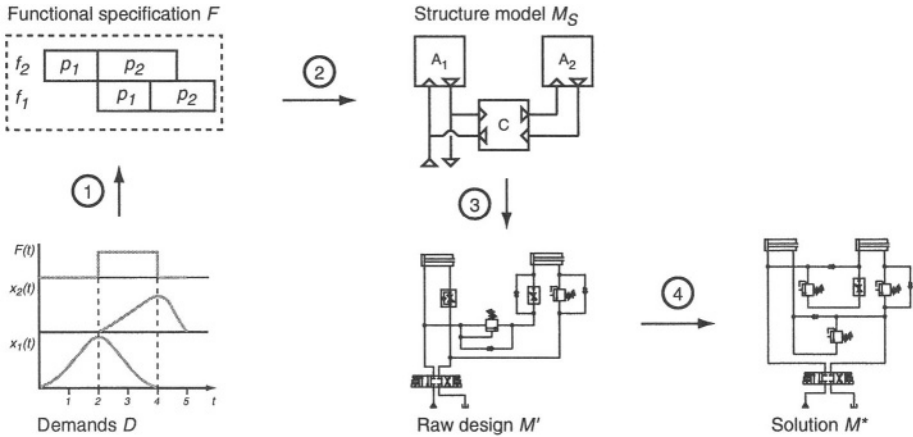 Functional specification F
f2 p1 p2
f1 p1 p2
2
Structure model MS
A1 A2
C
1
3
F(t)
x2(t)
x1(t)
1 2 3 4 5 t
Demands D
Raw design M'
4
Solution M*